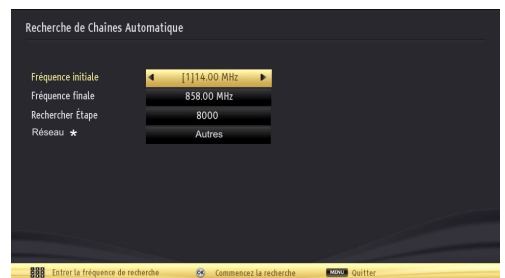 Recherche de Chaînes Automatique
Fréquence initiale [1]14.00 MHz
Fréquence finale 858.00 MHz
Rechercher Étape 8000
Réseau * Autres
Entrer la fréquence de recherche OK Commencez la recherche MENU Quitter